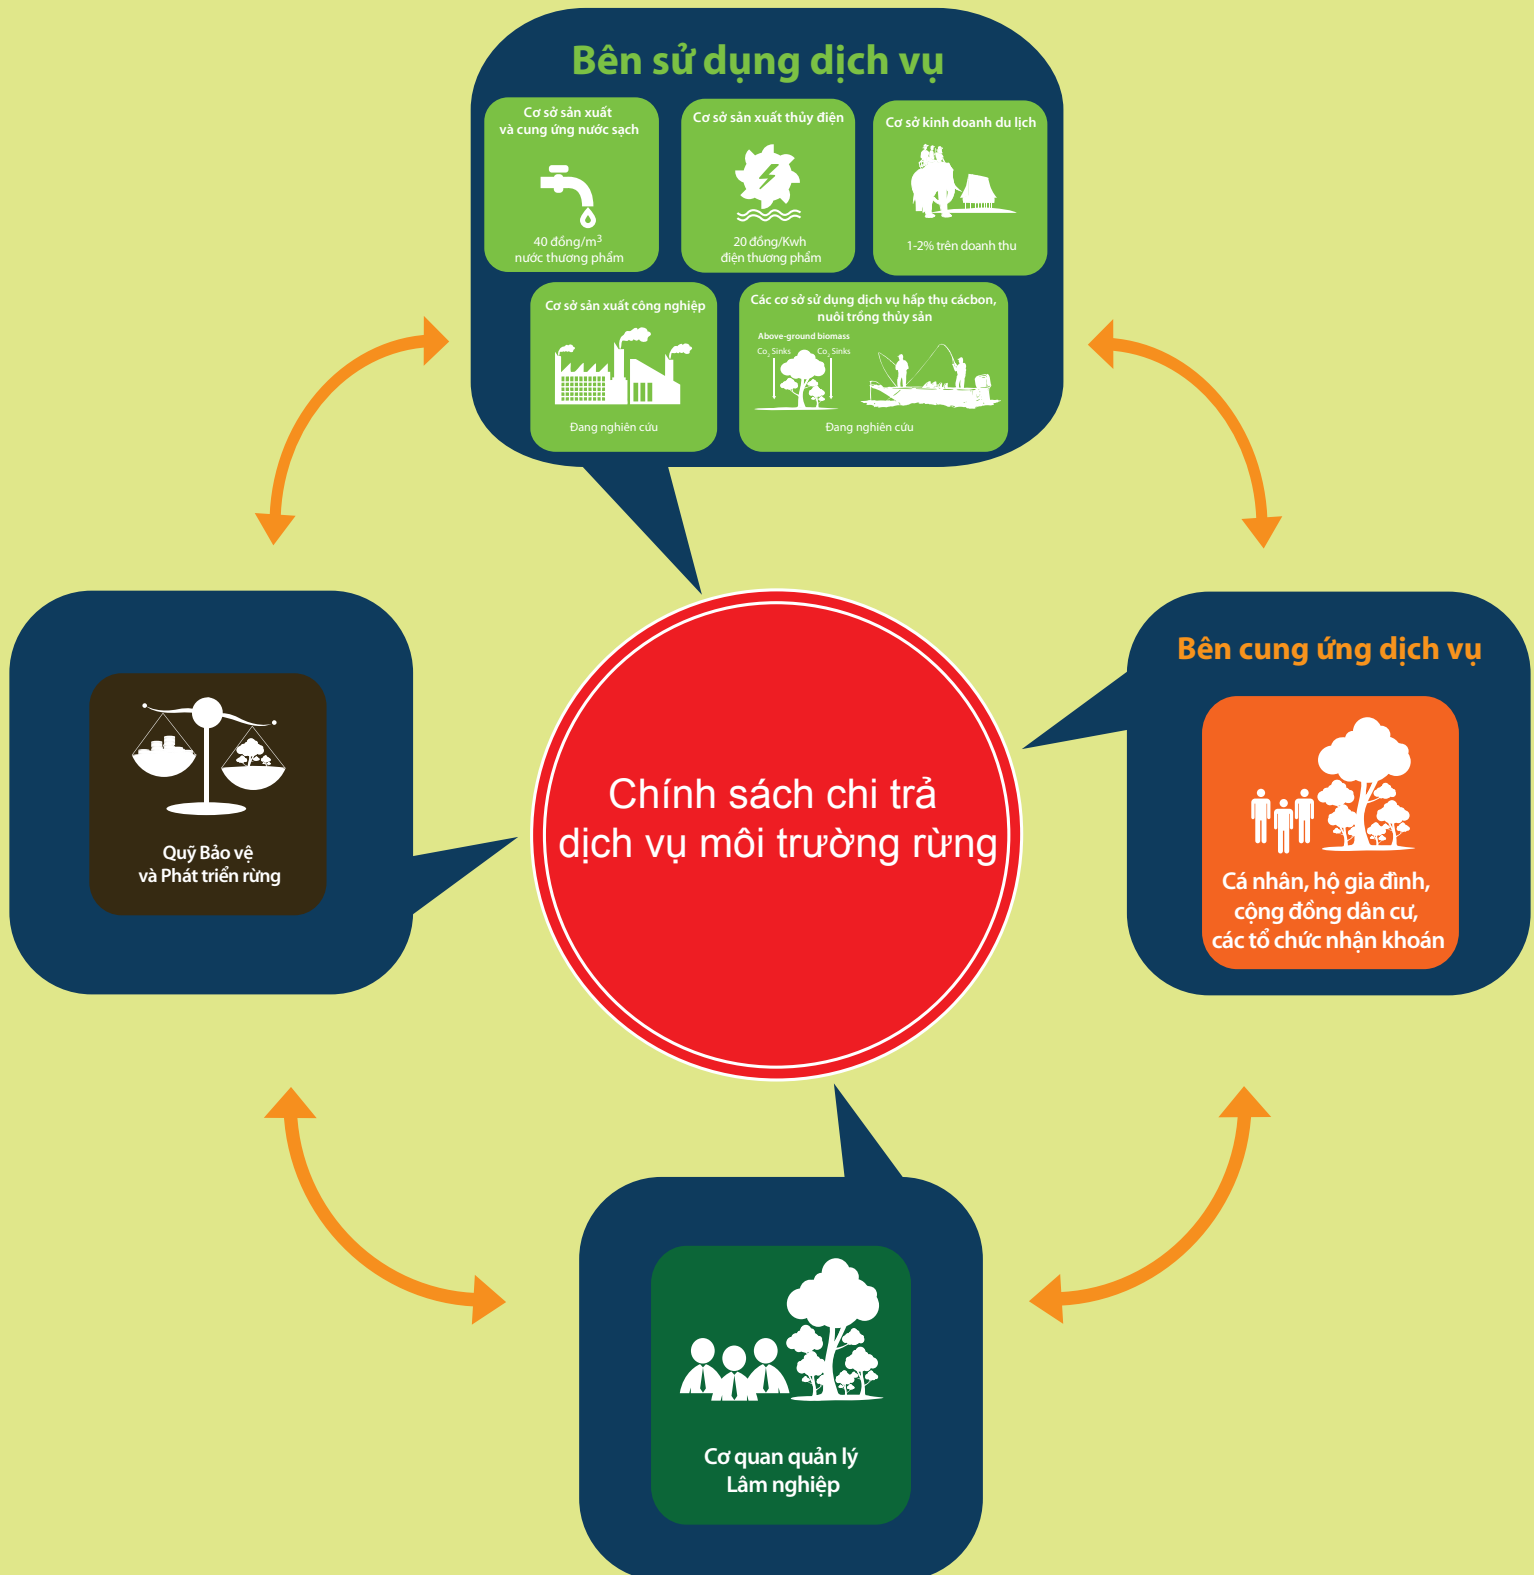 Bên sử dụng dịch vụ
Cơ sở sản xuất
và cung ứng nước sạch
40 đồng/m³
nước thương phẩm
Cơ sở sản xuất thủy điện
20 đồng/Kwh
điện thương phẩm
Cơ sở kinh doanh du lịch
1-2% trên doanh thu
Cơ sở sản xuất công nghiệp
Đang nghiên cứu
Các cơ sở sử dụng dịch vụ hấp thụ cácbon,
nuôi trồng thủy sản
Above-ground biomass
Co₂ Sinks Co₂ Sinks
Đang nghiên cứu
Quỹ Bảo vệ
và Phát triển rừng
Chính sách chi trả
dịch vụ môi trường rừng
Bên cung ứng dịch vụ
Cá nhân, hộ gia đình,
cộng đồng dân cư,
các tổ chức nhận khoán
Cơ quan quản lý
Lâm nghiệp